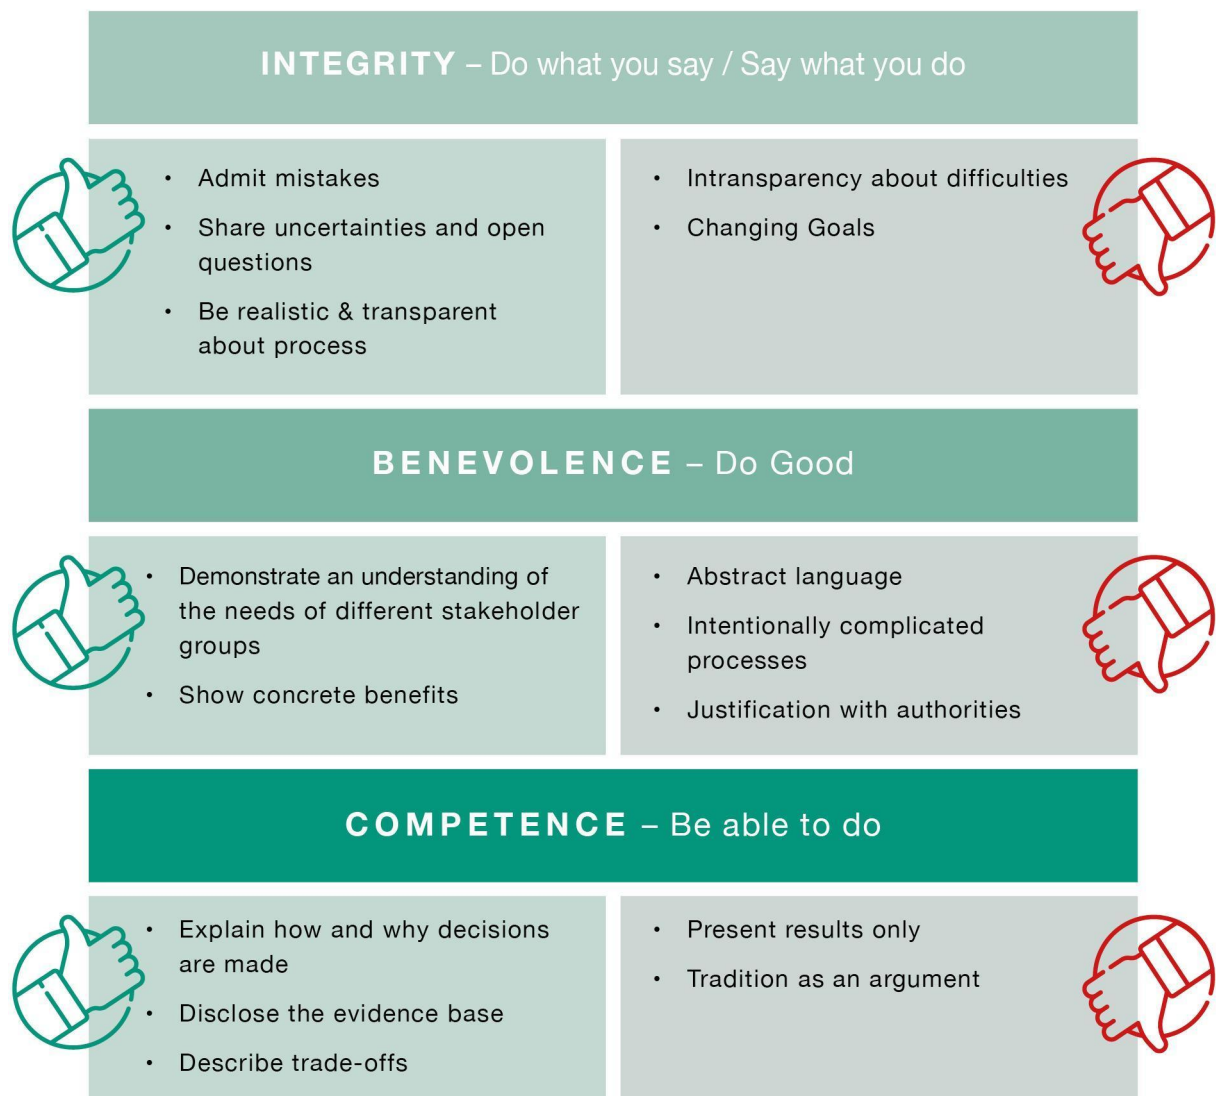 INTEGRITY – Do what you say / Say what you do
• Admit mistakes
• Share uncertainties and open
questions
• Be realistic & transparent
about process
• Intransparency about difficulties
• Changing Goals
BENEVOLENCE – Do Good
• Demonstrate an understanding of
the needs of different stakeholder
groups
• Show concrete benefits
• Abstract language
• Intentionally complicated
processes
• Justification with authorities
COMPETENCE – Be able to do
• Explain how and why decisions
are made
• Disclose the evidence base
• Describe trade-offs
• Present results only
• Tradition as an argument